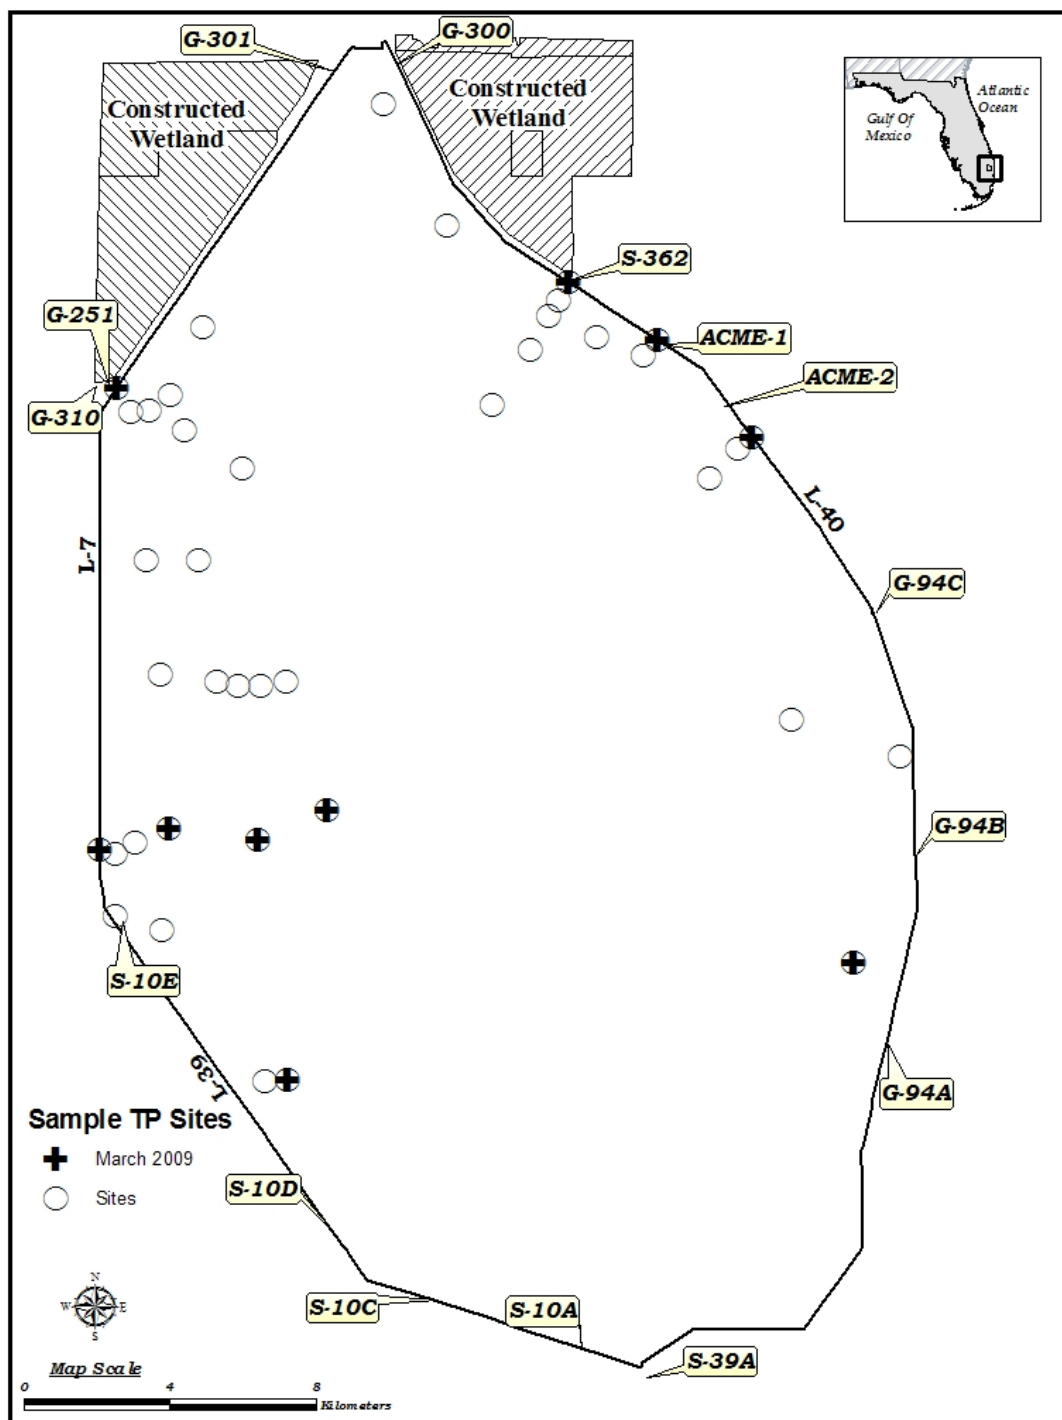 G-301
G-300
Constructed
Wetland
Constructed
Wetland
Gulf Of
Mexico
Atlantic
Ocean
S-362
G-251
ACME-1
ACME-2
G-310
L-40
L-7
G-94C
G-94B
S-10E
L-39
G-94A
Sample TP Sites
March 2009
Sites
S-10D
N
W
E
S
S-10C
S-10A
S-39A
Map Scale
0 4 8
Kilometers